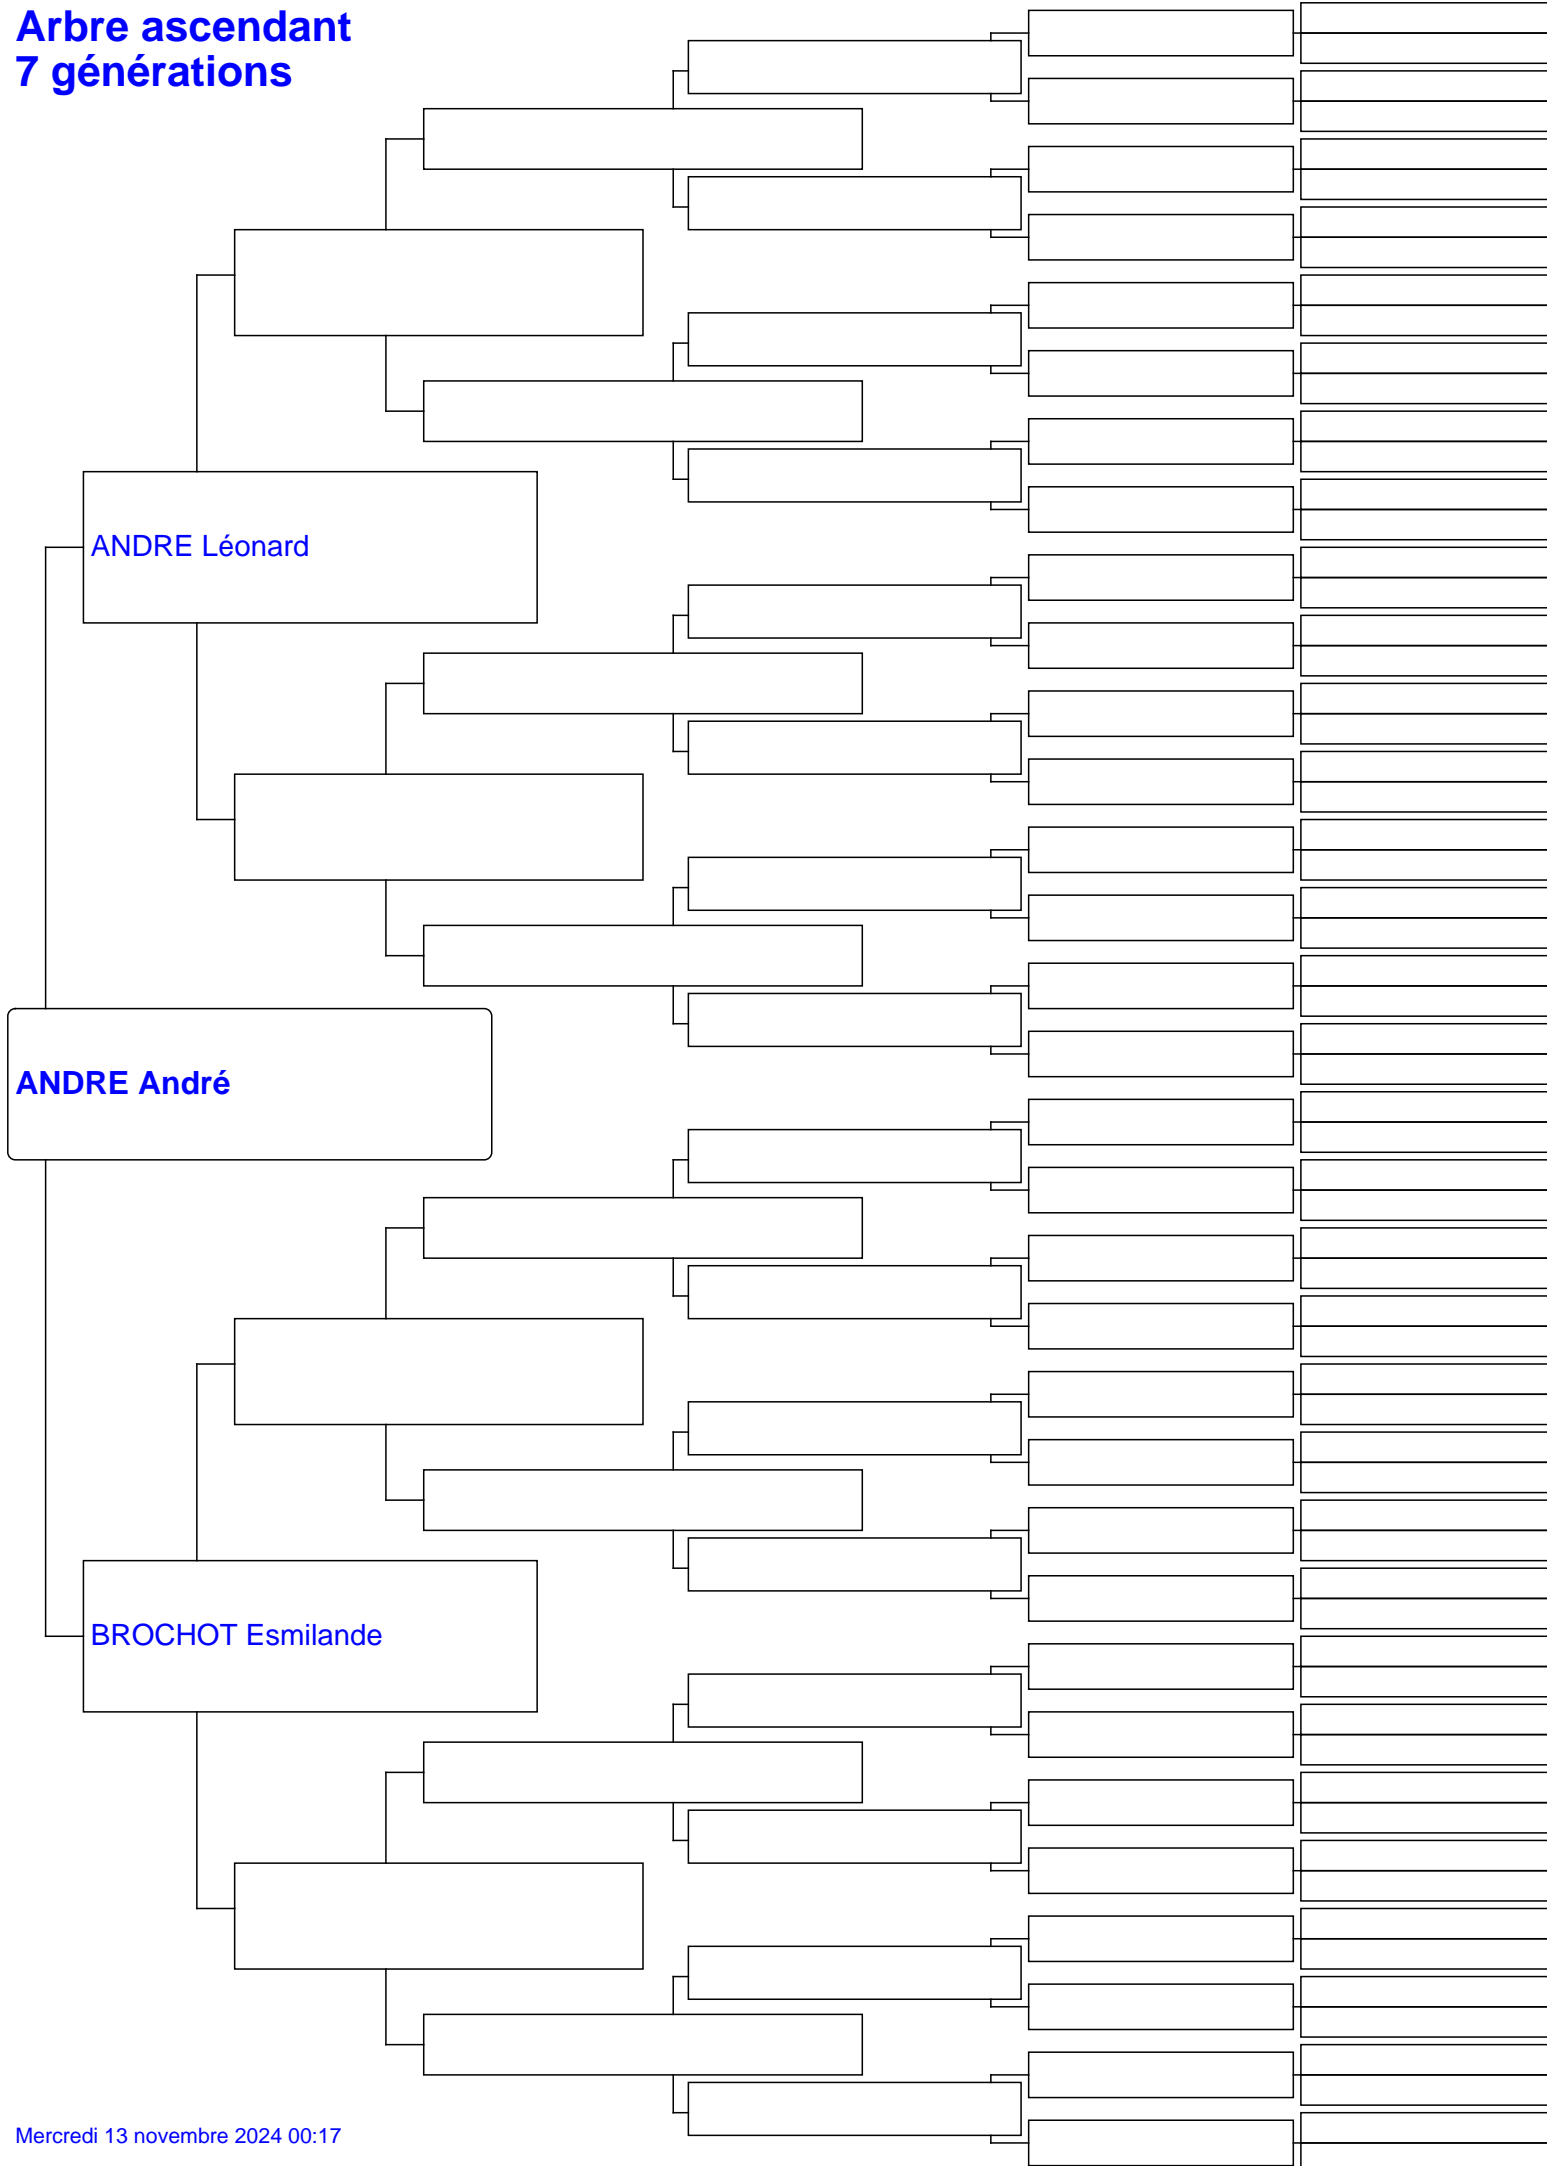 Arbre ascendant
7 générations
ANDRE Léonard
ANDRE André
BROCHOT Esmilande
Mercredi 13 novembre 2024 00:17